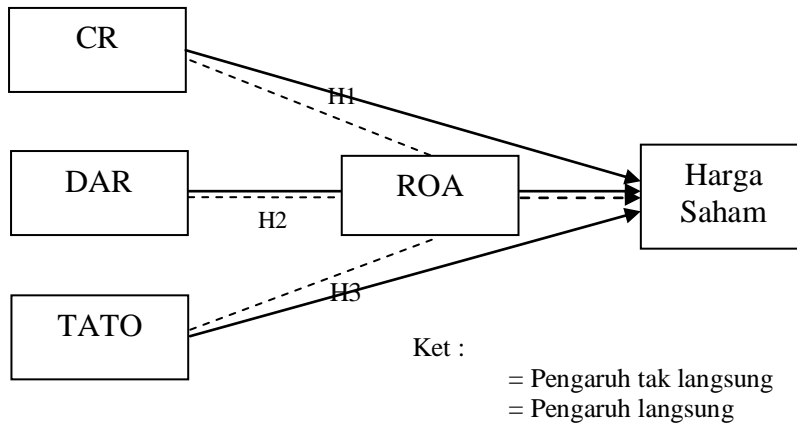 CR
H1
DAR
ROA
Harga
Saham
H2
TATO
H3
Ket :
= Pengaruh tak langsung
= Pengaruh langsung